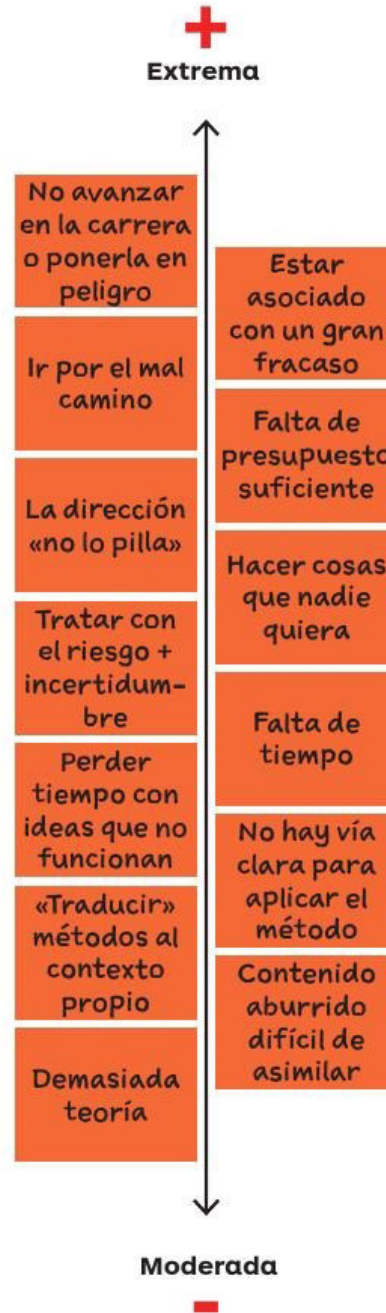 +
Extrema
No avanzar
en la carrera
o ponerla en
peligro
Estar
asociado
con un gran
fracaso
Ir por el mal
camino
Falta de
presupuesto
suficiente
La dirección
«no lo pilla»
Hacer cosas
que nadie
quiera
Tratar con
el riesgo +
incertidum-
bre
Falta de
tiempo
Perder
tiempo con
ideas que no
funcionan
No hay vía
clara para
aplicar el
método
«Traducir»
métodos al
contexto
propio
Contenido
aburrido
difícil de
asimilar
Demasiada
teoría
Moderada
-